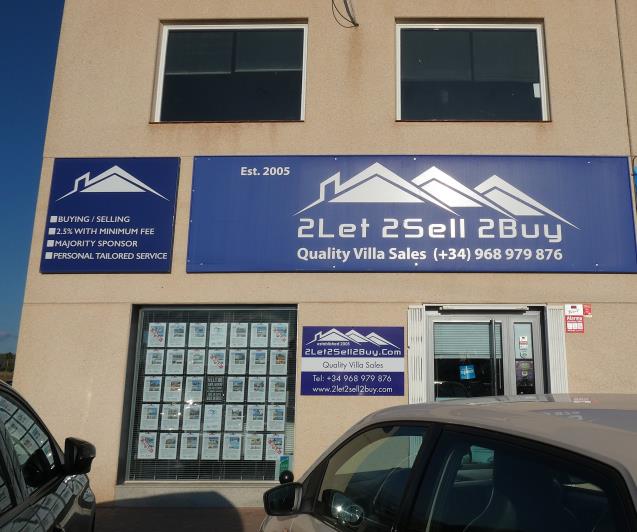 Est. 2005
2Let 2Sell 2Buy
Quality Villa Sales (+34) 968 979 876
BUYING / SELLING
2.5% WITH MINIMUM FEE
MAJORITY SPONSOR
PERSONAL TAILORED SERVICE
established 2005
2Let2Sell2Buy.Com
Quality Villa Sales
Tel: +34 968 979 876
www.2let2sell2buy.com
Alarma